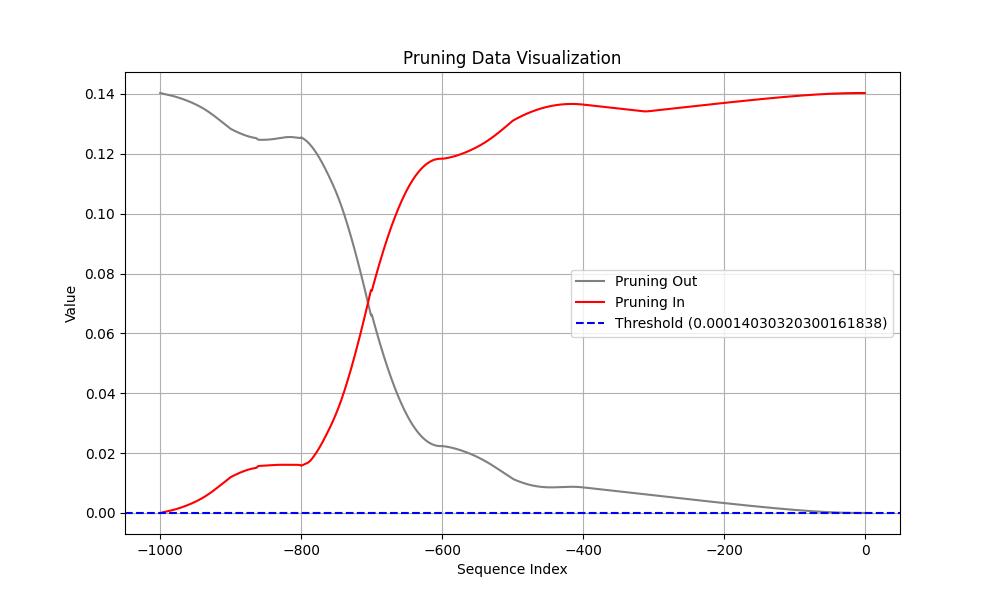 Pruning Data Visualization
0.14
0.12
0.10
0.08
0.06
0.04
0.02
0.00
Value
Pruning Out
Pruning In
Threshold (0.00014030320300161838)
−1000
−800
−600
−400
−200
0
Sequence Index